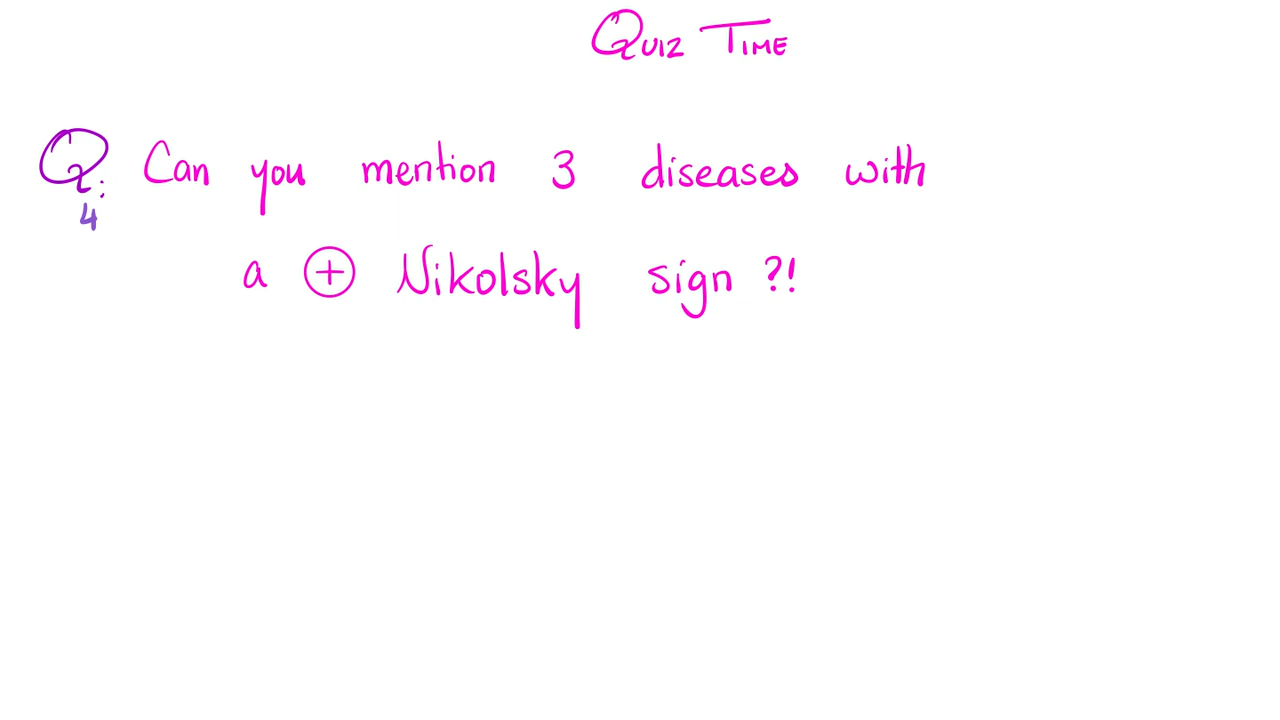 QUIZ TIME
Q: Can you mention 3 diseases with
4
a ⊕ Nikolsky sign ?!